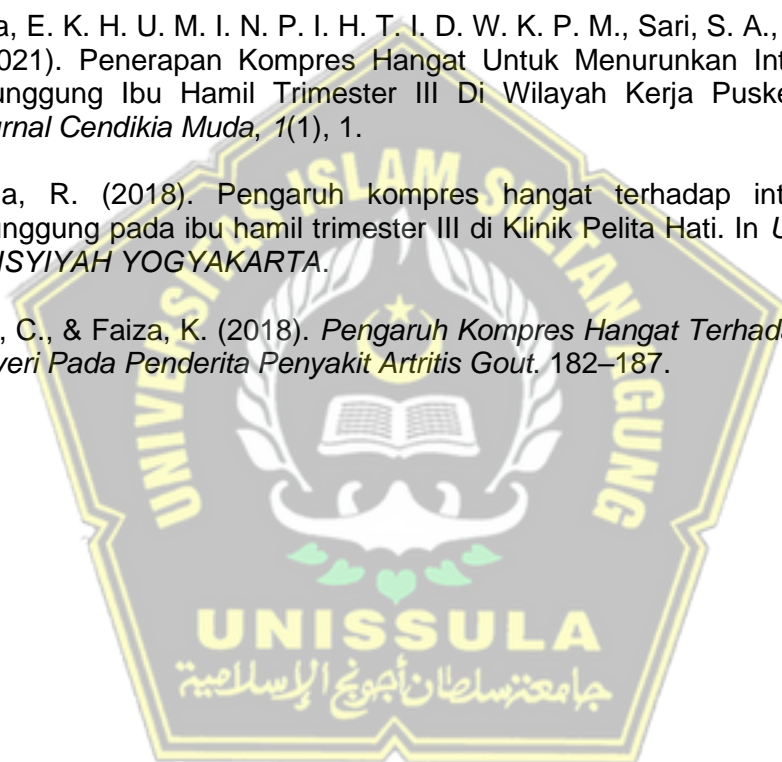 a, E. K. H. U. M. I. N. P. I. H. T. I. D. W. K. P. M., Sari, S. A.,
021). Penerapan Kompres Hangat Untuk Menurunkan Int
unggung Ibu Hamil Trimester III Di Wilayah Kerja Puske
urnal Cendikia Muda, 1(1), 1.
a, R. (2018). Pengaruh kompres hangat terhadap int
unggung pada ibu hamil trimester III di Klinik Pelita Hati. In U
ISYIYAH YOGYAKARTA.
, C., & Faiza, K. (2018). Pengaruh Kompres Hangat Terhada
yeri Pada Penderita Penyakit Artritis Gout. 182–187.
UNIVERSITAS ISLAM SULTAN AGUNG
UNISSULA
جامعة سلطان أجونج الإسلامية